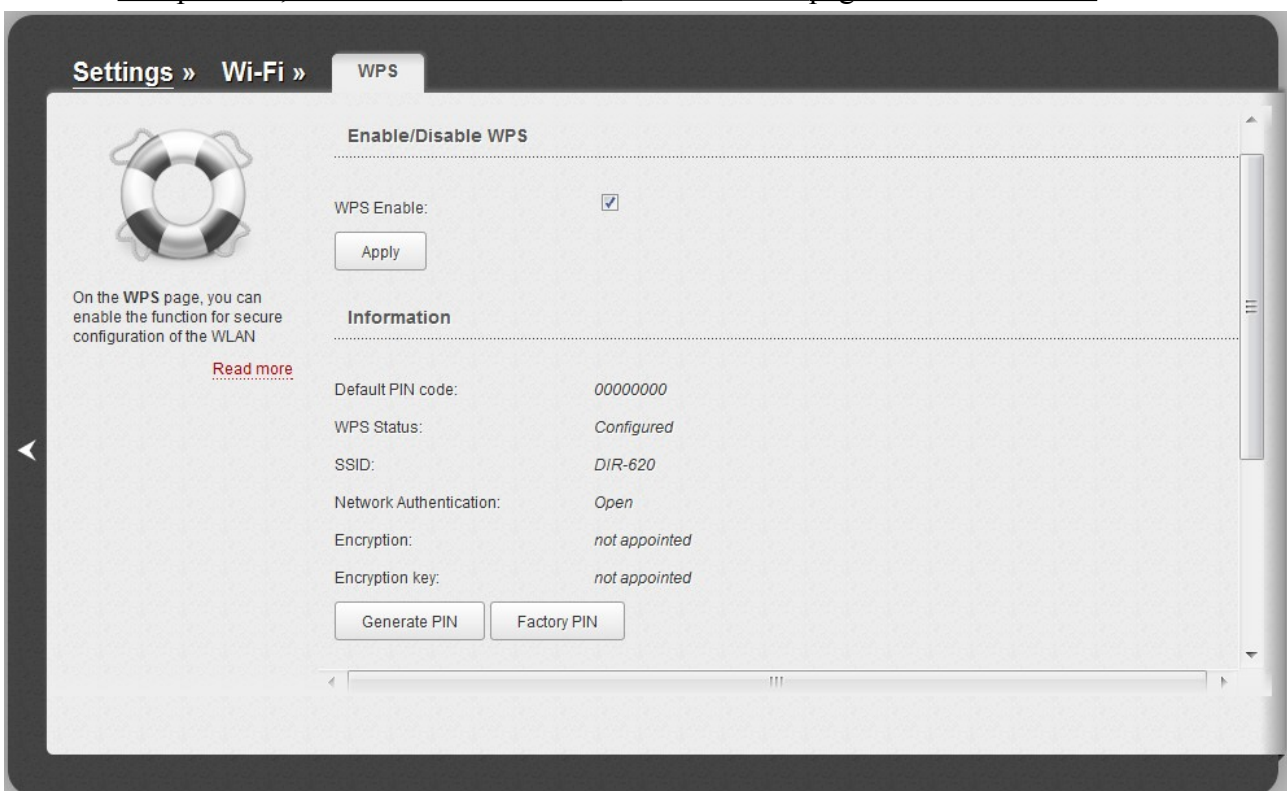 Settings » Wi-Fi » WPS
Enable/Disable WPS
WPS Enable:
Apply
On the WPS page, you can
enable the function for secure
configuration of the WLAN
Read more
Information
Default PIN code: 00000000
WPS Status: Configured
SSID: DIR-620
Network Authentication: Open
Encryption: not appointed
Encryption key: not appointed
Generate PIN Factory PIN